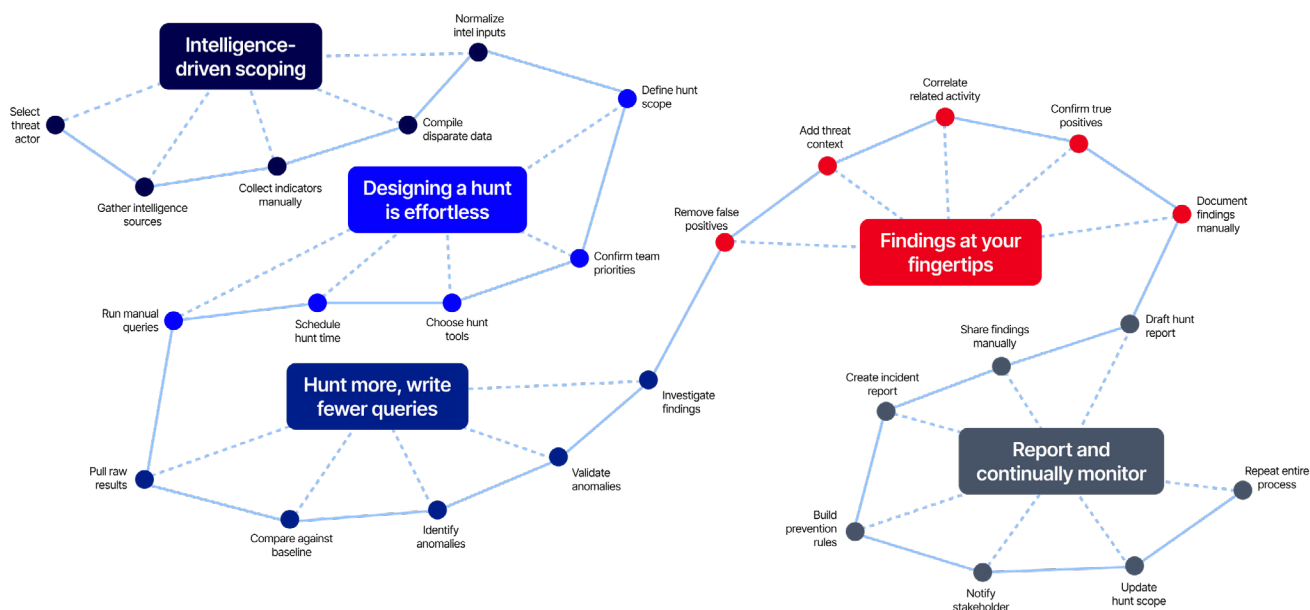 Intelligence-
driven scoping
Select
threat
actor
Gather intelligence
sources
Collect indicators
manually
Compile
disparate data
Normalize
intel inputs
Define hunt
scope
Designing a hunt
is effortless
Confirm team
priorities
Choose hunt
tools
Schedule
hunt time
Run manual
queries
Hunt more, write
fewer queries
Pull raw
results
Compare against
baseline
Identify
anomalies
Validate
anomalies
Investigate
findings
Remove false
positives
Add threat
context
Correlate
related activity
Confirm true
positives
Document
findings
manually
Findings at your
fingertips
Draft hunt
report
Share findings
manually
Create incident
report
Report and
continually monitor
Build
prevention
rules
Notify
stakeholder
Update
hunt scope
Repeat entire
process